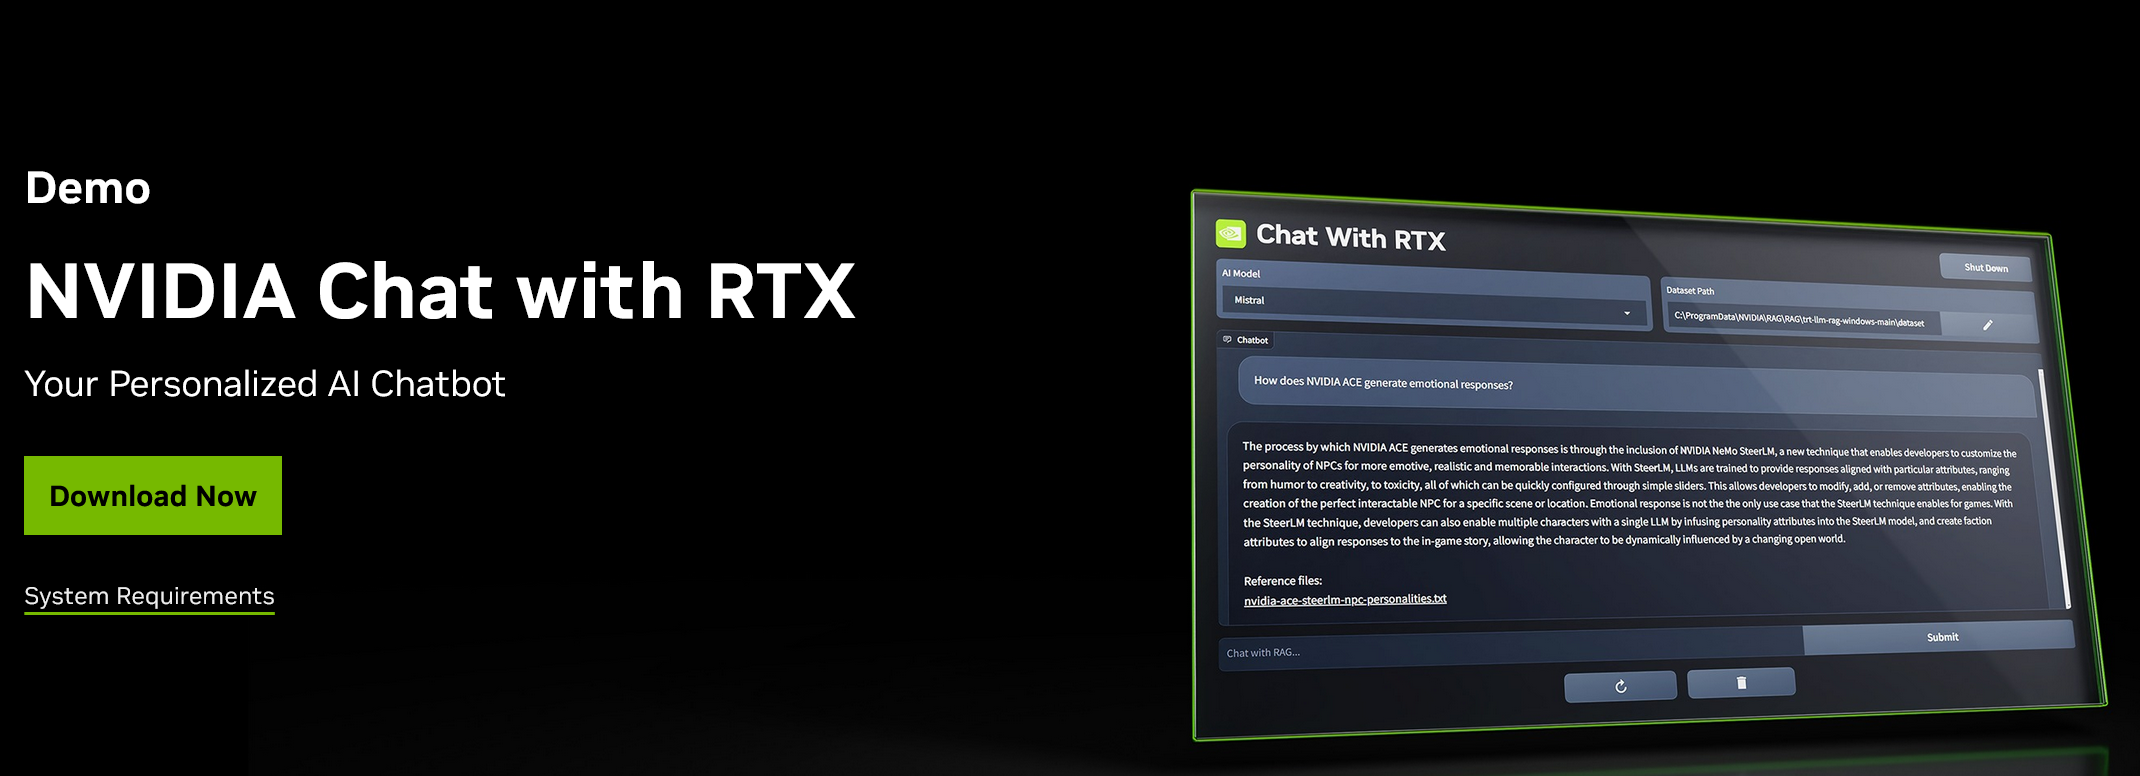 Demo
NVIDIA Chat with RTX
Your Personalized AI Chatbot
Download Now
System Requirements
Chat With RTX
Shut Down
AI Model
Mistral
Dataset Path
C:\ProgramData\NVIDIA\RAG\RAG\trt-llm-rag-windows-main\dataset
Chatbot
How does NVIDIA ACE generate emotional responses?
The process by which NVIDIA ACE generates emotional responses is through the inclusion of NVIDIA NeMo SteerLM, a new technique that enables developers to customize the
personality of NPCs for more emotive, realistic and memorable interactions. With SteerLM, LLMs are trained to provide responses aligned with particular attributes, ranging
from humor to creativity, to toxicity, all of which can be quickly configured through simple sliders. This allows developers to modify, add, or remove attributes, enabling the
creation of the perfect interactable NPC for a specific scene or location. Emotional response is not the the only use case that the SteerLM technique enables for games. With
the SteerLM technique, developers can also enable multiple characters with a single LLM by infusing personality attributes into the SteerLM model, and create faction
attributes to align responses to the in-game story, allowing the character to be dynamically influenced by a changing open world.
Reference files:
nvidia-ace-steerlm-npc-personalities.txt
Chat with RAG...
Submit